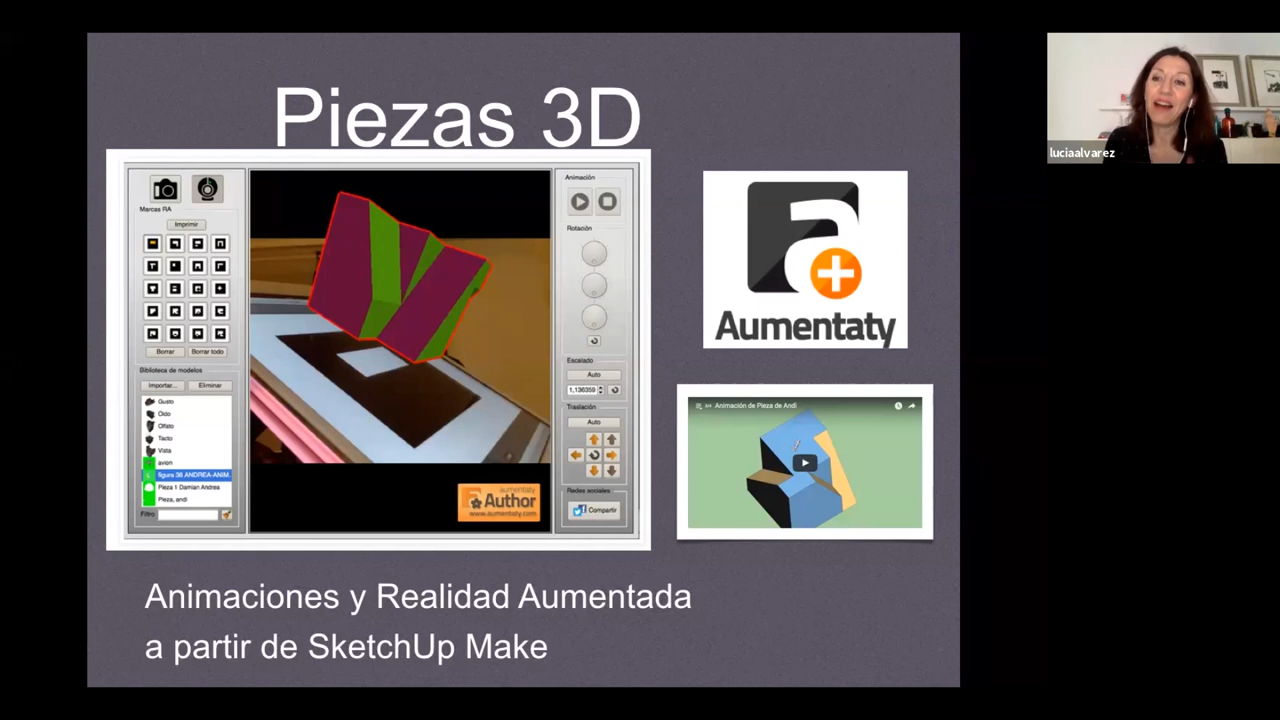 Piezas 3D
luciaalvarez
Marcas RA
Imprimir
Borrar
Borrar todo
Biblioteca de modelos
Importar...
Eliminar
Gusto
Oido
Olfato
Tacto
Vista
avion
figura 38 ANDREA-ANIM.
Pieza 1 Damian Andrea
Pieza, andi
Filtro
aumentaty
Author
www.aumentaty.com
Animación
Rotación
Escalado
Auto
1,136359
Traslación
Auto
Redes sociales
Compartir
a+
Aumentaty
Animación de Pieza de Andi
Animaciones y Realidad Aumentada
a partir de SketchUp Make